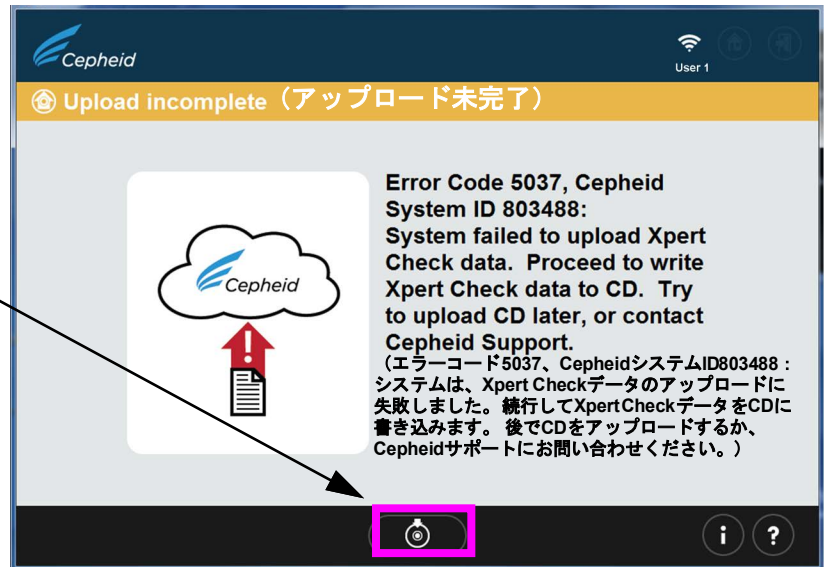 Cepheid
User 1
Upload incomplete（アップロード未完了）
Cepheid
Error Code 5037, Cepheid
System ID 803488:
System failed to upload Xpert
Check data.  Proceed to write
Xpert Check data to CD.  Try
to upload CD later, or contact
Cepheid Support.
（エラーコード5037、CepheidシステムID803488：
システムは、Xpert Checkデータのアップロードに
失敗しました。続行してXpertCheckデータをCDに
書き込みます。 後でCDをアップロードするか、
Cepheidサポートにお問い合わせください。）
i ?